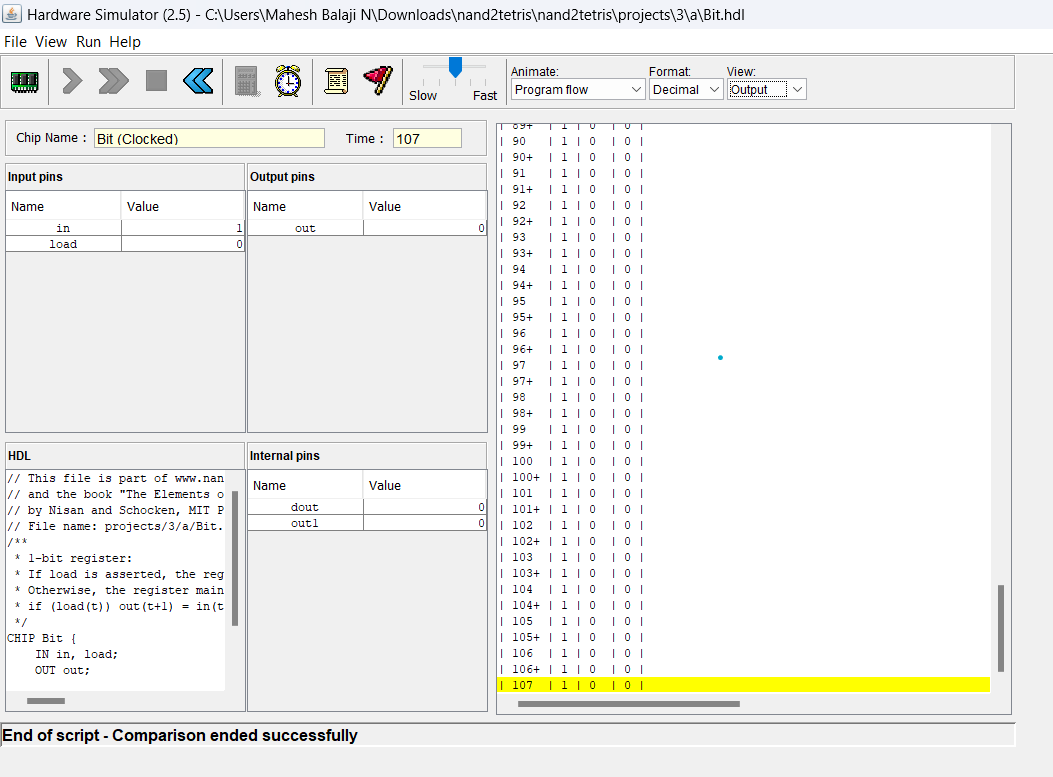 Hardware Simulator (2.5) - C:\Users\Mahesh Balaji N\Downloads\nand2tetris\nand2tetris\projects\3\a\Bit.hdl
File View Run Help
Slow Fast
Animate: Format: View:
Program flow Decimal Output
Chip Name : Bit (Clocked) Time : 107
Input pins
Name Value
in 1
load 0
Output pins
Name Value
out 0
HDL
// This file is part of www.nan
// and the book "The Elements o
// by Nisan and Schocken, MIT P
// File name: projects/3/a/Bit.
/**
* 1-bit register:
* If load is asserted, the reg
* Otherwise, the register main
* if (load(t)) out(t+1) = in(t
*/
CHIP Bit {
IN in, load;
OUT out;
Internal pins
Name Value
dout 0
out1 0
| 89+ | 1 | 0 | 0 |
| 90 | 1 | 0 | 0 |
| 90+ | 1 | 0 | 0 |
| 91 | 1 | 0 | 0 |
| 91+ | 1 | 0 | 0 |
| 92 | 1 | 0 | 0 |
| 92+ | 1 | 0 | 0 |
| 93 | 1 | 0 | 0 |
| 93+ | 1 | 0 | 0 |
| 94 | 1 | 0 | 0 |
| 94+ | 1 | 0 | 0 |
| 95 | 1 | 0 | 0 |
| 95+ | 1 | 0 | 0 |
| 96 | 1 | 0 | 0 |
| 96+ | 1 | 0 | 0 |
| 97 | 1 | 0 | 0 |
| 97+ | 1 | 0 | 0 |
| 98 | 1 | 0 | 0 |
| 98+ | 1 | 0 | 0 |
| 99 | 1 | 0 | 0 |
| 99+ | 1 | 0 | 0 |
| 100 | 1 | 0 | 0 |
| 100+ | 1 | 0 | 0 |
| 101 | 1 | 0 | 0 |
| 101+ | 1 | 0 | 0 |
| 102 | 1 | 0 | 0 |
| 102+ | 1 | 0 | 0 |
| 103 | 1 | 0 | 0 |
| 103+ | 1 | 0 | 0 |
| 104 | 1 | 0 | 0 |
| 104+ | 1 | 0 | 0 |
| 105 | 1 | 0 | 0 |
| 105+ | 1 | 0 | 0 |
| 106 | 1 | 0 | 0 |
| 106+ | 1 | 0 | 0 |
| 107 | 1 | 0 | 0 |
End of script - Comparison ended successfully